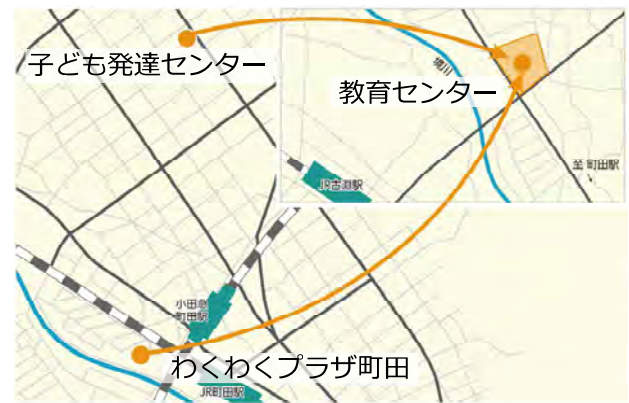 子ども発達センター
教育センター
境川
至 町田駅
JR古淵駅
小田急
町田駅
わくわくプラザ町田
JR町田駅